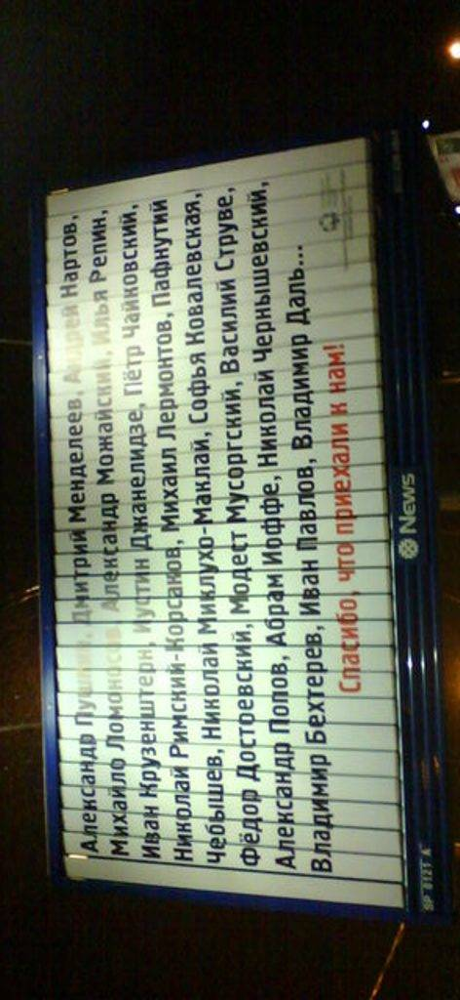 Александр Пушкин, Дмитрий Менделеев, Андрей Нартов,
Михайло Ломоносов, Александр Можайский, Илья Репин,
Иван Крузенштерн, Иустин Джанелидзе, Пётр Чайковский,
Николай Римский-Корсаков, Михаил Лермонтов, Пафнутий
Чебышев, Николай Миклухо-Маклай, Софья Ковалевская,
Фёдор Достоевский, Модест Мусоргский, Василий Струве,
Александр Попов, Абрам Иоффе, Николай Чернышевский,
Владимир Бехтерев, Иван Павлов, Владимир Даль...
Спасибо, что приехали к нам!
News
SP 8121 A